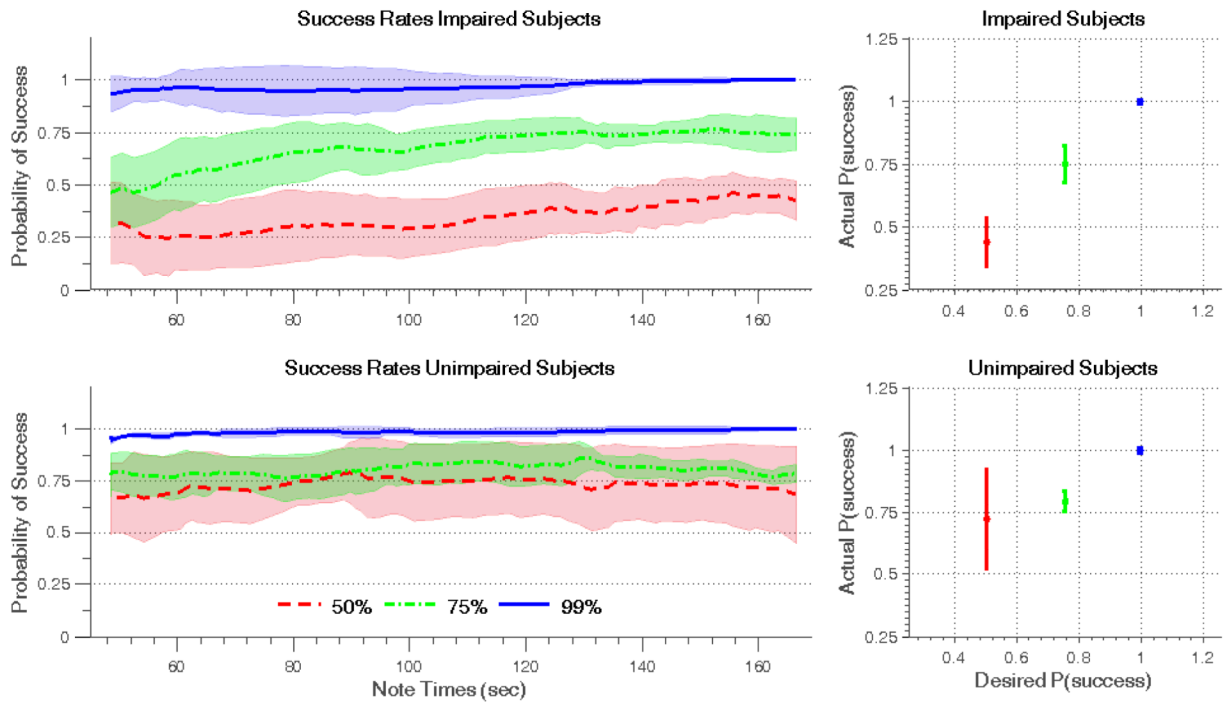 Success Rates Impaired Subjects
Probability of Success
1
0.75
0.5
0.25
0
60 80 100 120 140 160
Impaired Subjects
Actual P(success)
1.25
1
0.75
0.5
0.25
0.4 0.6 0.8 1 1.2
Success Rates Unimpaired Subjects
Probability of Success
1
0.75
0.5
0.25
0
50% 75% 99%
60 80 100 120 140 160
Note Times (sec)
Unimpaired Subjects
Actual P(success)
1.25
1
0.75
0.5
0.25
0.4 0.6 0.8 1 1.2
Desired P(success)